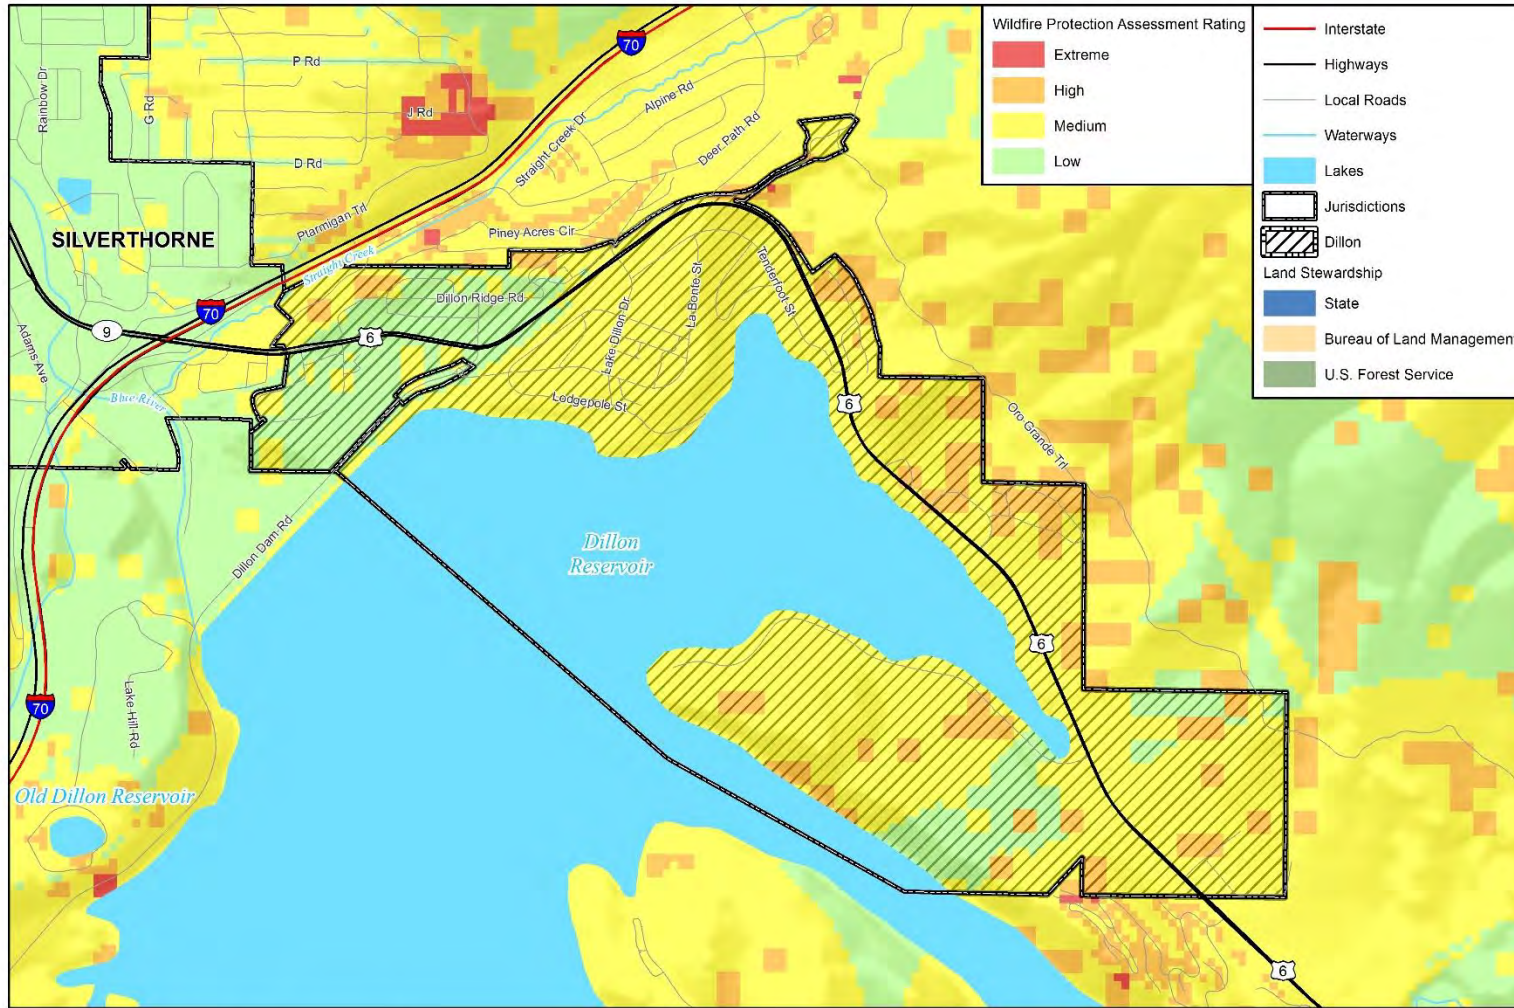 Wildfire Protection Assessment Rating
Extreme
High
Medium
Low
Interstate
Highways
Local Roads
Waterways
Lakes
Jurisdictions
Dillon
Land Stewardship
State
Bureau of Land Management
U.S. Forest Service
70
P Rd
Rainbow Dr
G Rd
J Rd
Alpine Rd
Straight Creek Dr
Deer Path Rd
D Rd
Ptarmigan Trl
Piney Acres Cir
SILVERTHORNE
Straight Creek
Dillon Ridge Rd
La Bonte St
Tenderfoot St
70
9
6
Lake Dillon Dr
Adams Ave
Blue River
Lodgepole St
6
Oro Grande Trl
Dillon Dam Rd
Dillon
Reservoir
6
Lake Hill Rd
70
Old Dillon Reservoir
6